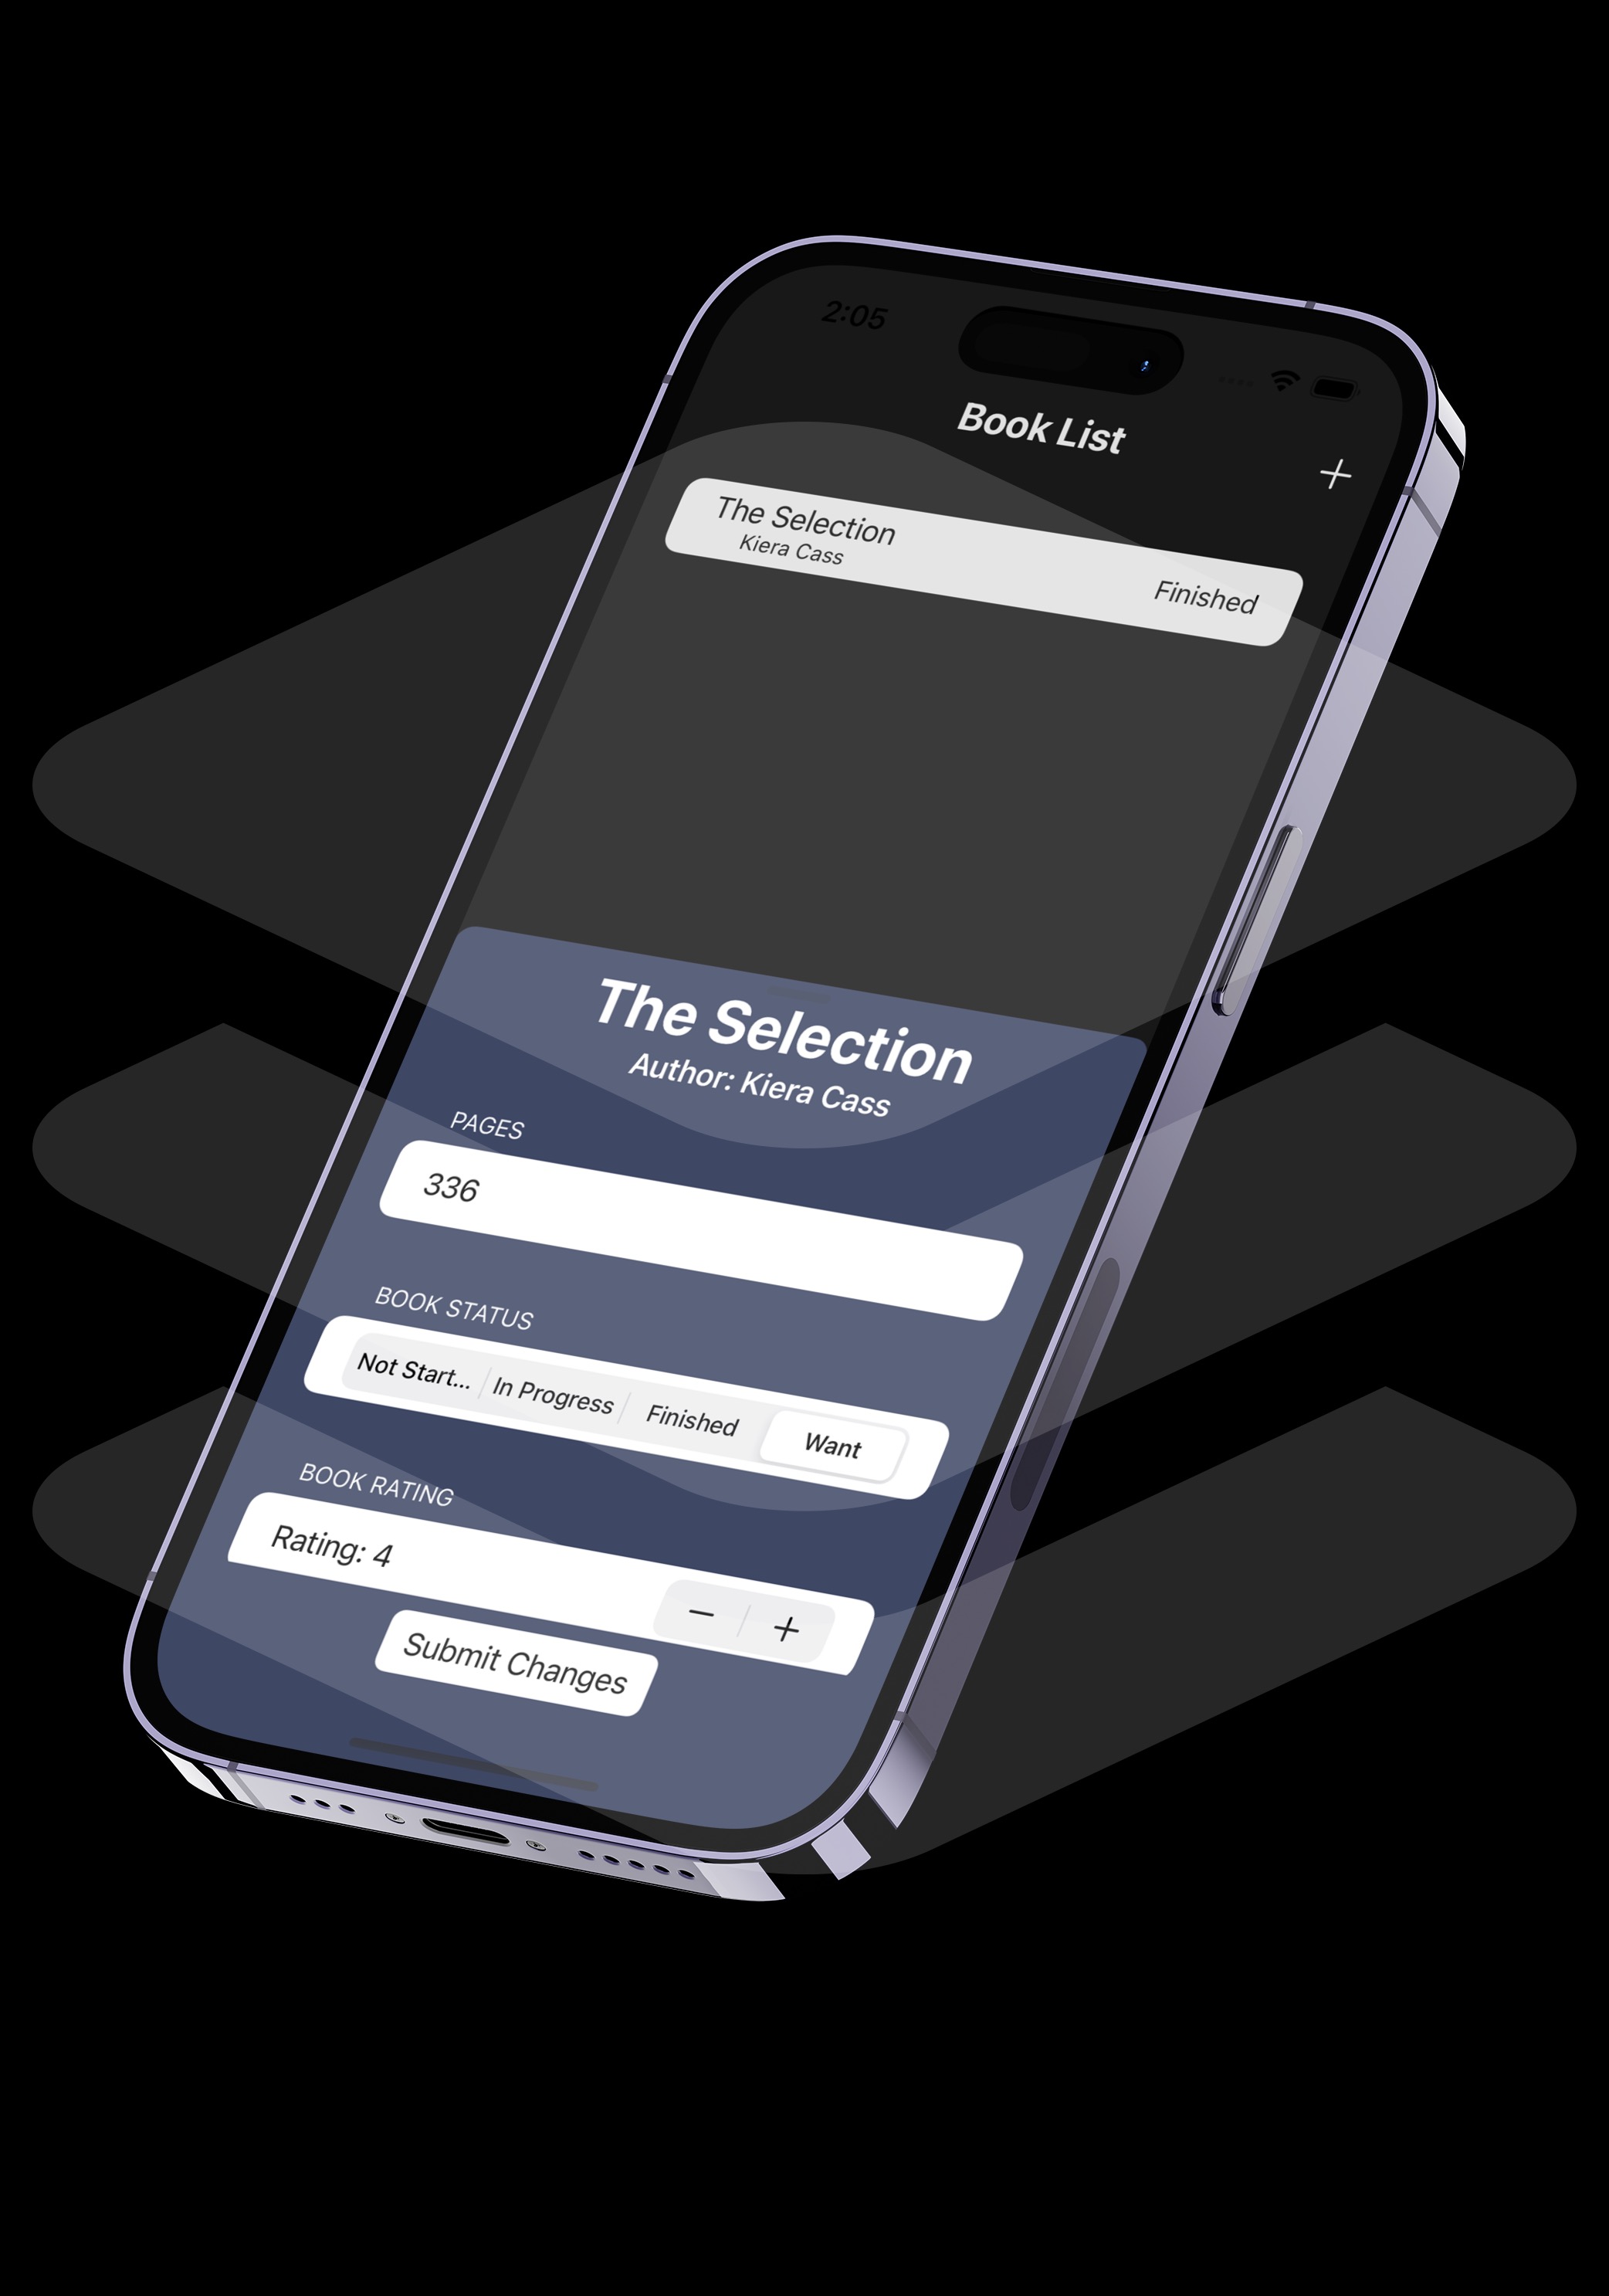 2:05
Book List
+
The Selection
Kiera Cass
Finished
The Selection
Author: Kiera Cass
PAGES
336
BOOK STATUS
Not Start... In Progress Finished Want
BOOK RATING
Rating: 4
− +
Submit Changes